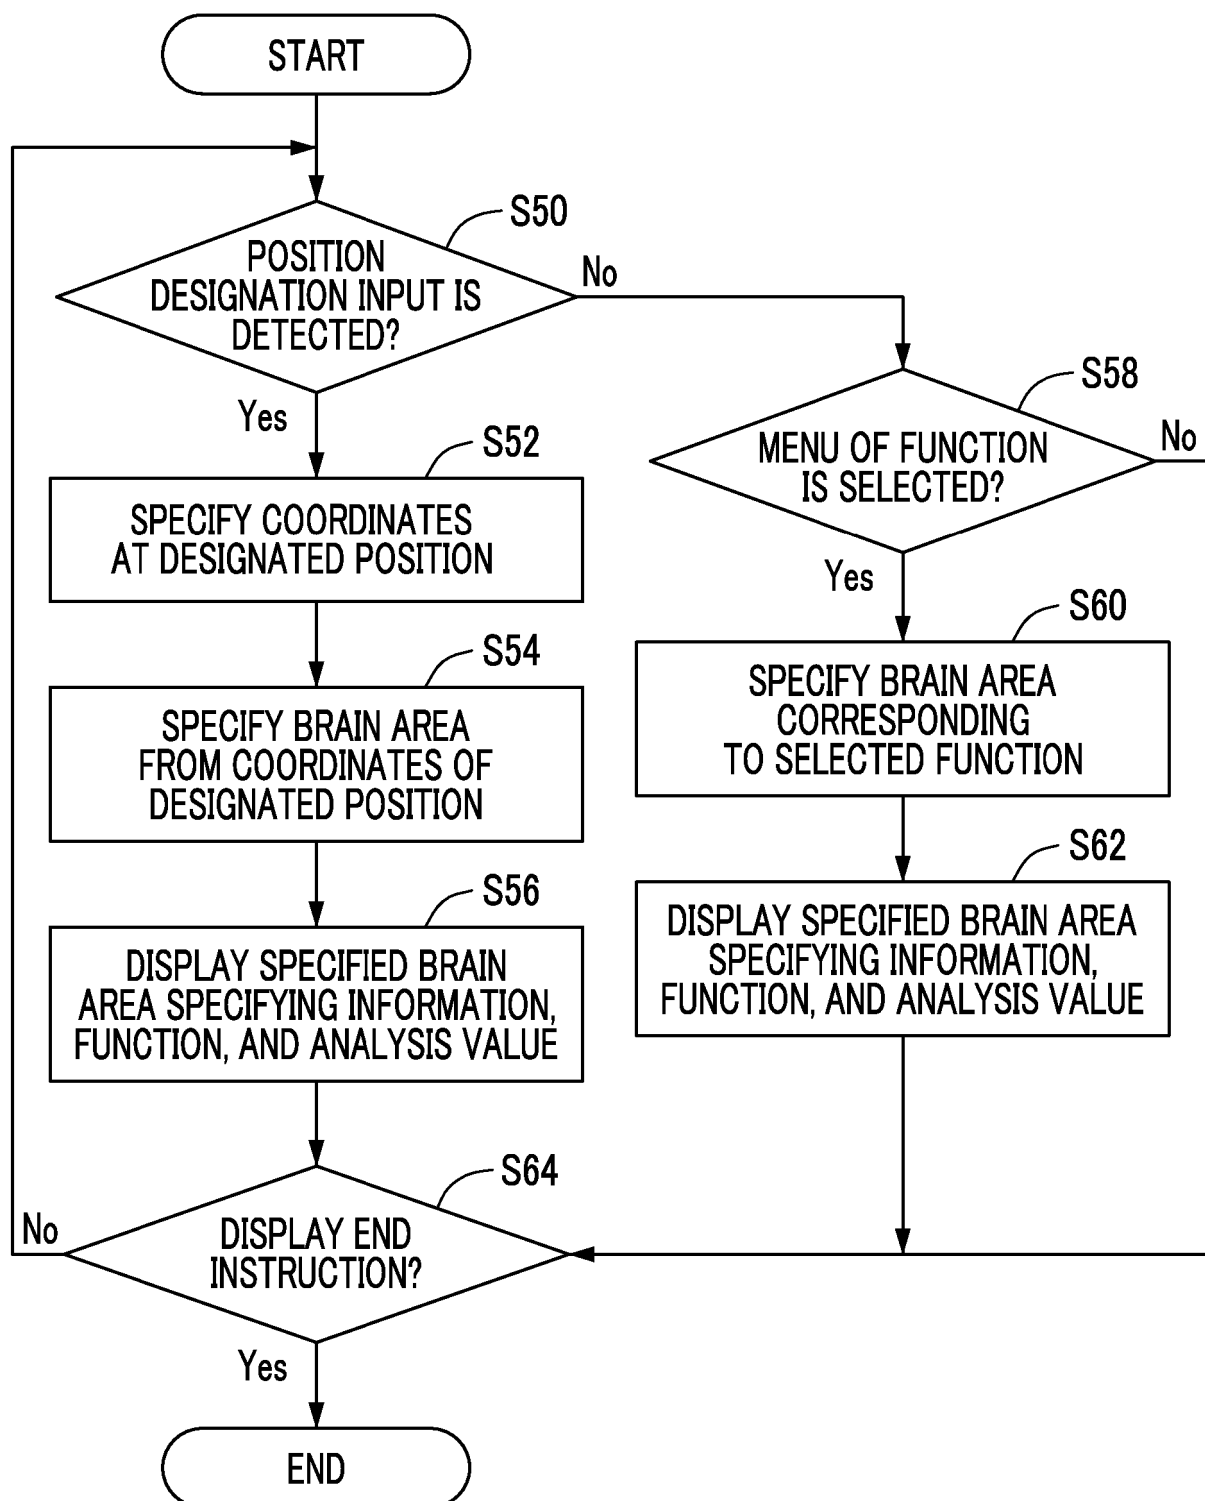 START
S50
POSITION
DESIGNATION INPUT IS
DETECTED?
No
Yes
S52
SPECIFY COORDINATES
AT DESIGNATED POSITION
S54
SPECIFY BRAIN AREA
FROM COORDINATES OF
DESIGNATED POSITION
S56
DISPLAY SPECIFIED BRAIN
AREA SPECIFYING INFORMATION,
FUNCTION, AND ANALYSIS VALUE
S58
MENU OF FUNCTION
IS SELECTED?
No
Yes
S60
SPECIFY BRAIN AREA
CORRESPONDING
TO SELECTED FUNCTION
S62
DISPLAY SPECIFIED BRAIN AREA
SPECIFYING INFORMATION,
FUNCTION, AND ANALYSIS VALUE
S64
DISPLAY END
INSTRUCTION?
No
Yes
END